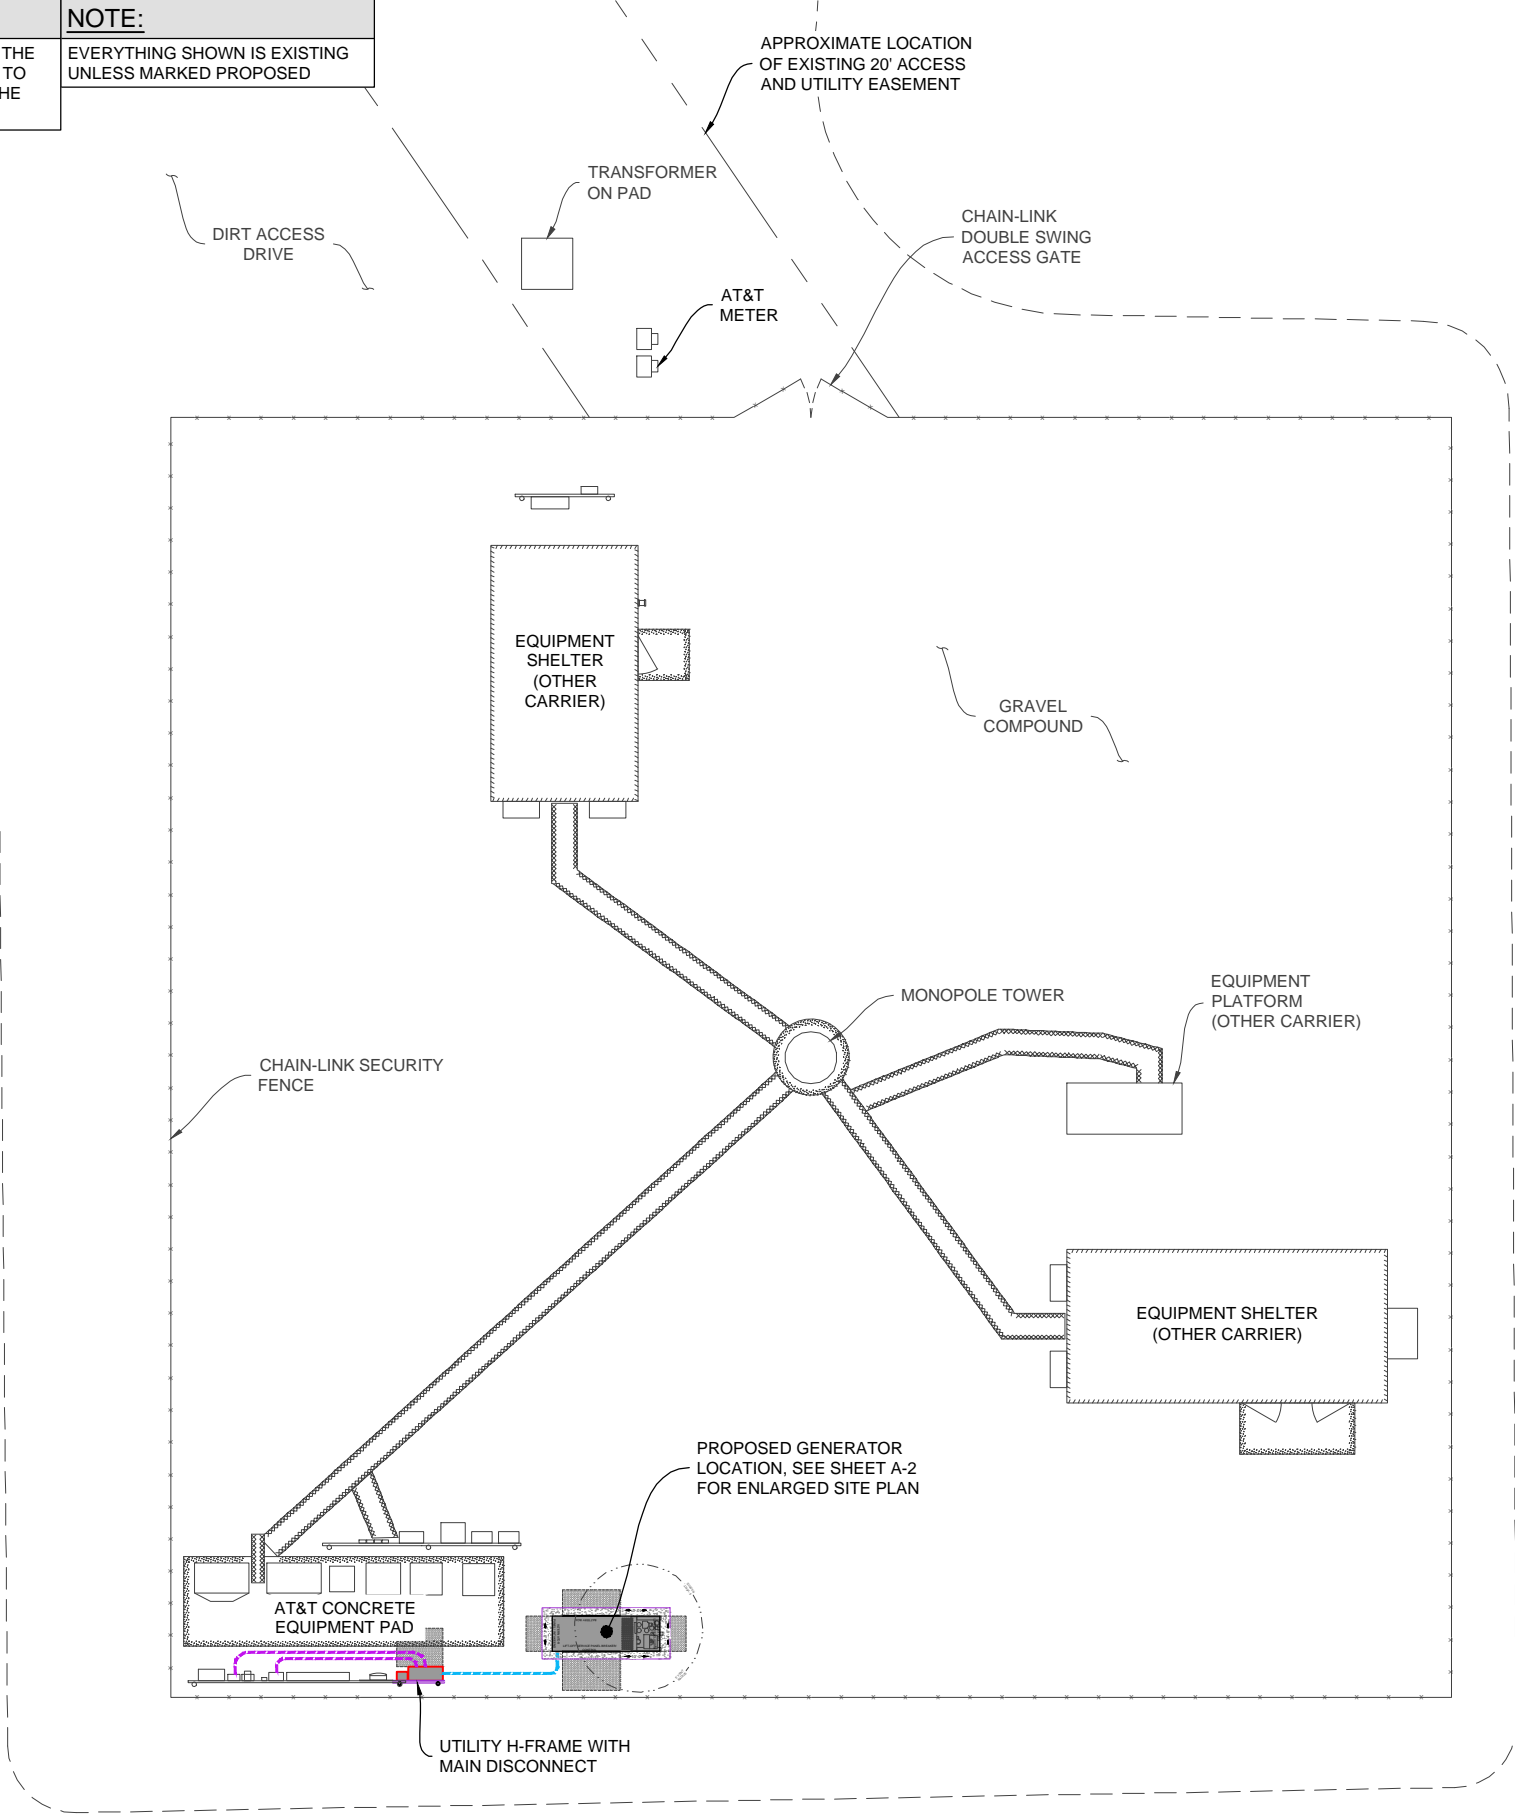 NOTE:
THE
TO
HE
EVERYTHING SHOWN IS EXISTING
UNLESS MARKED PROPOSED
APPROXIMATE LOCATION
OF EXISTING 20' ACCESS
AND UTILITY EASEMENT
TRANSFORMER
ON PAD
DIRT ACCESS
DRIVE
CHAIN-LINK
DOUBLE SWING
ACCESS GATE
AT&T
METER
EQUIPMENT
SHELTER
(OTHER
CARRIER)
GRAVEL
COMPOUND
MONOPOLE TOWER
EQUIPMENT
PLATFORM
(OTHER CARRIER)
CHAIN-LINK SECURITY
FENCE
EQUIPMENT SHELTER
(OTHER CARRIER)
PROPOSED GENERATOR
LOCATION, SEE SHEET A-2
FOR ENLARGED SITE PLAN
AT&T CONCRETE
EQUIPMENT PAD
UTILITY H-FRAME WITH
MAIN DISCONNECT